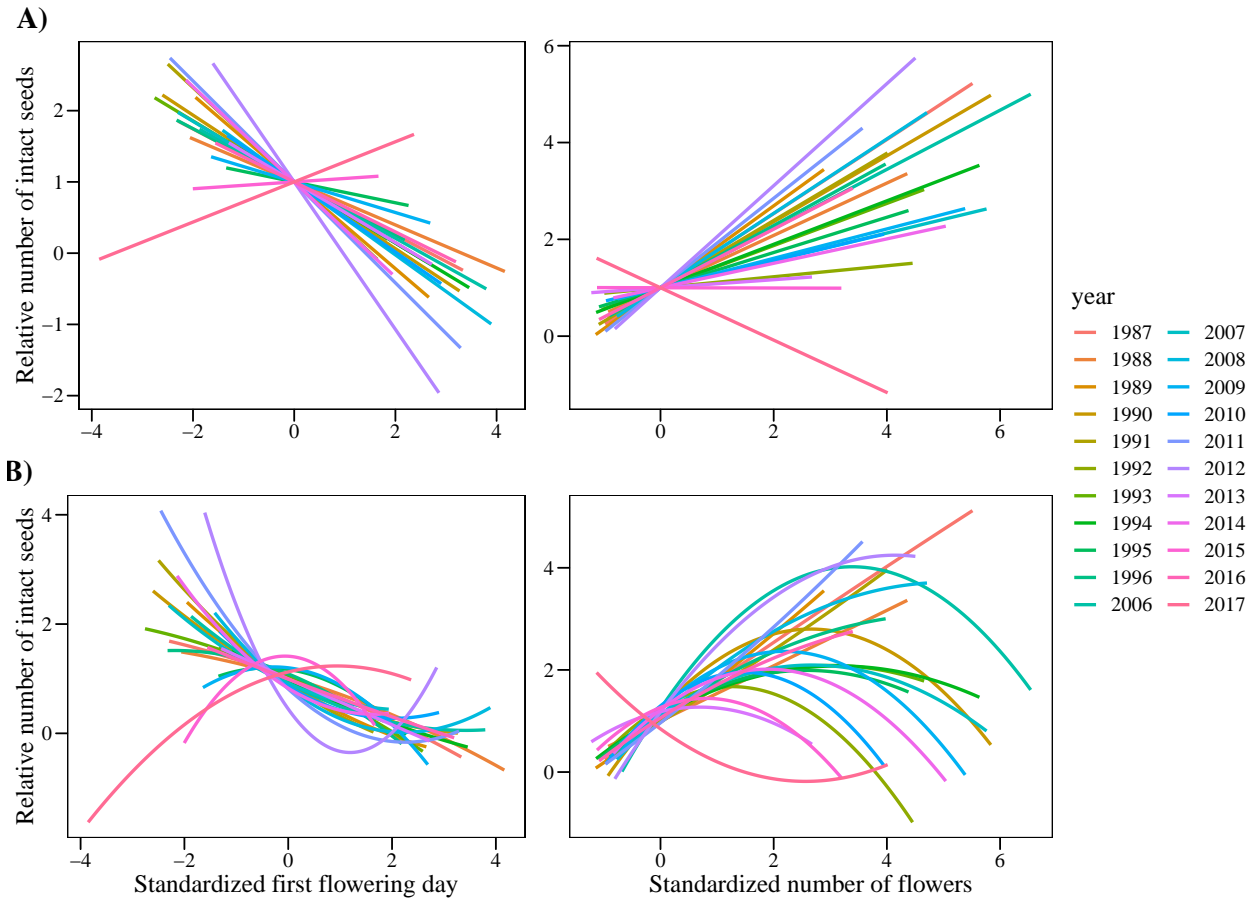 A)
Relative number of intact seeds
2
1
0
−1
−2
−4 −2 0 2 4
6
4
2
0
0 2 4 6
B)
Relative number of intact seeds
4
2
0
−4 −2 0 2 4
Standardized first flowering day
4
2
0
0 2 4 6
Standardized number of flowers
year
1987 2007
1988 2008
1989 2009
1990 2010
1991 2011
1992 2012
1993 2013
1994 2014
1995 2015
1996 2016
2006 2017